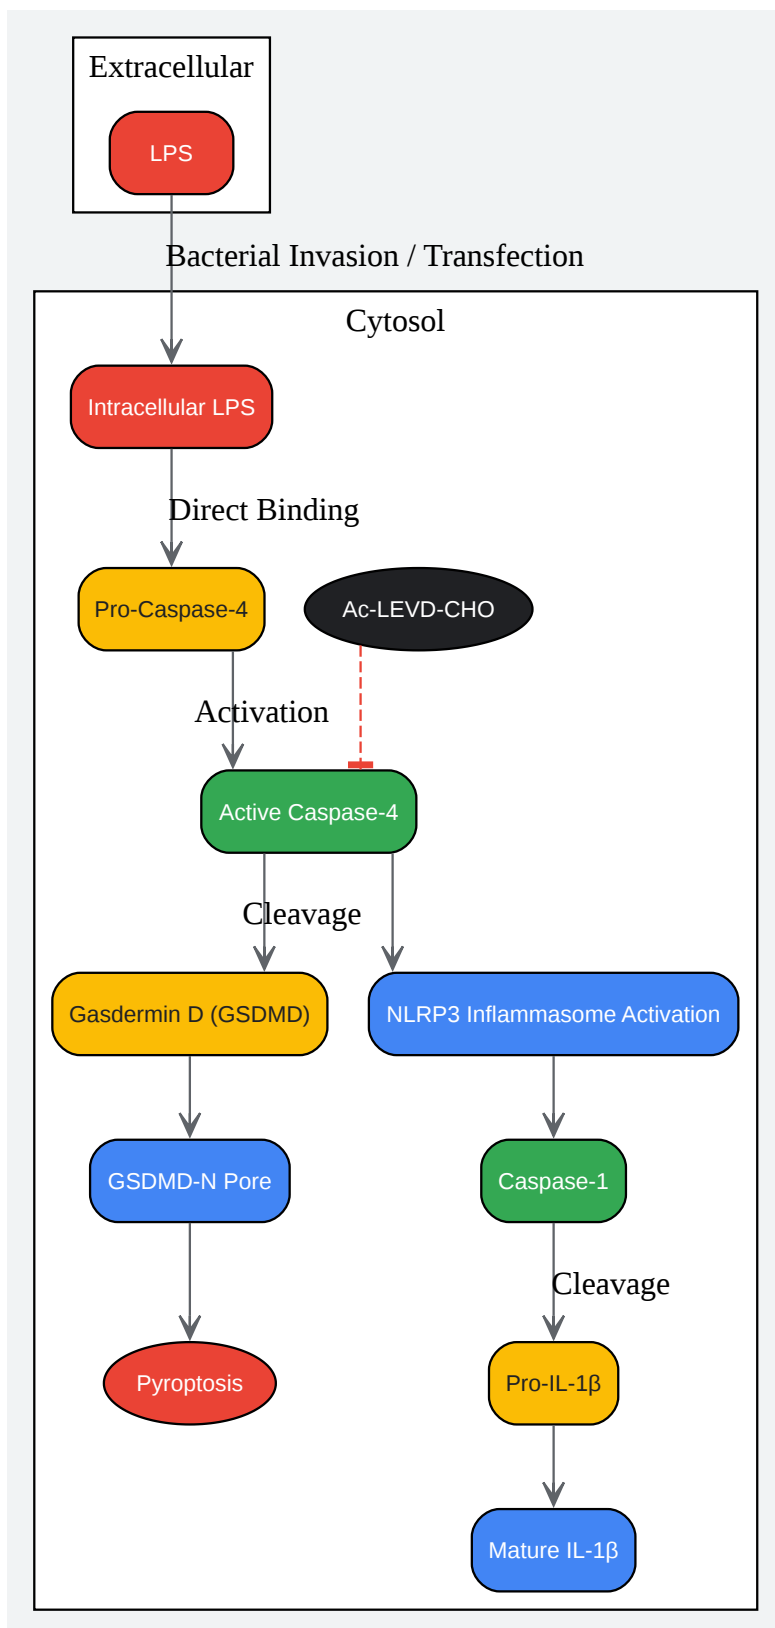 Extracellular
LPS
Bacterial Invasion / Transfection
Cytosol
Intracellular LPS
Direct Binding
Pro-Caspase-4
Ac-LEVD-CHO
Activation
Active Caspase-4
Cleavage
Gasdermin D (GSDMD)
NLRP3 Inflammasome Activation
GSDMD-N Pore
Caspase-1
Cleavage
Pyroptosis
Pro-IL-1β
Mature IL-1β